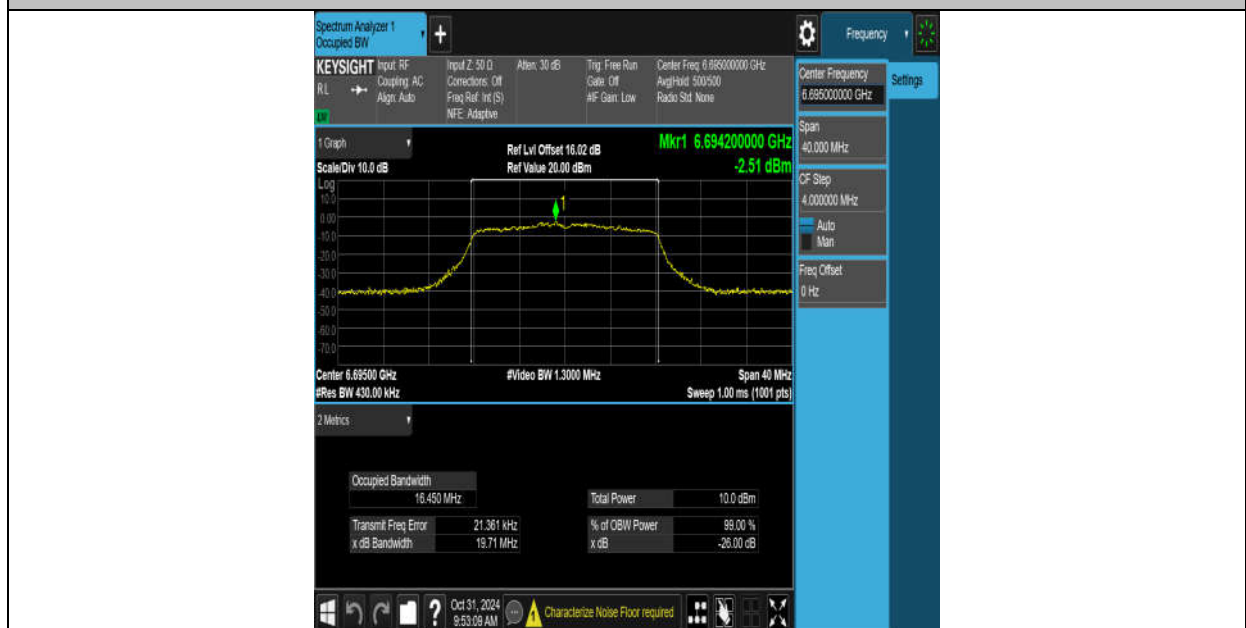 Spectrum Analyzer 1
Occupied BW
Frequency
KEYSIGHT
RL
LW
Input: RF
Coupling: AC
Align: Auto
Input Z: 50 Ω
Corrections: Off
Freq Ref: Int (S)
NFE: Adaptive
Atten: 30 dB
Trig: Free Run
Gate: Off
#IF Gain: Low
Center Freq: 6.695000000 GHz
Avg|Hold: 500/500
Radio Std: None
Center Frequency
6.695000000 GHz
Settings
Span
40.000 MHz
CF Step
4.000000 MHz
Auto
Man
Freq Offset
0 Hz
1 Graph
Scale/Div 10.0 dB
Ref Lvl Offset 16.02 dB
Ref Value 20.00 dBm
Mkr1 6.694200000 GHz
-2.51 dBm
Log
10.0
0.00
-10.0
-20.0
-30.0
-40.0
-50.0
-60.0
-70.0
1
Center 6.69500 GHz
#Res BW 430.00 kHz
#Video BW 1.3000 MHz
Span 40 MHz
Sweep 1.00 ms (1001 pts)
2 Metrics
Occupied Bandwidth
16.450 MHz
Total Power 10.0 dBm
Transmit Freq Error 21.361 kHz
% of OBW Power 99.00 %
x dB Bandwidth 19.71 MHz
x dB -26.00 dB
?
Oct 31, 2024
9:53:09 AM
Characterize Noise Floor required